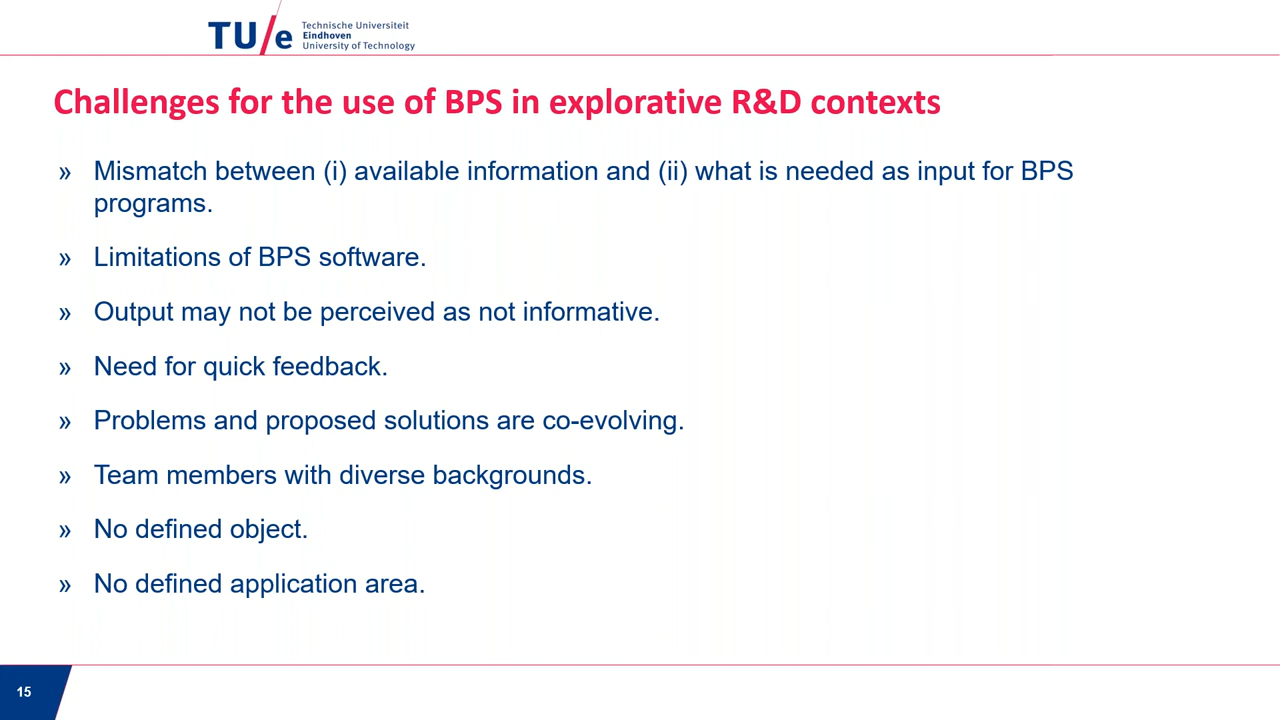 TU/e
Technische Universiteit
Eindhoven
University of Technology
Challenges for the use of BPS in explorative R&D contexts
» Mismatch between (i) available information and (ii) what is needed as input for BPS
programs.
» Limitations of BPS software.
» Output may not be perceived as not informative.
» Need for quick feedback.
» Problems and proposed solutions are co-evolving.
» Team members with diverse backgrounds.
» No defined object.
» No defined application area.
15